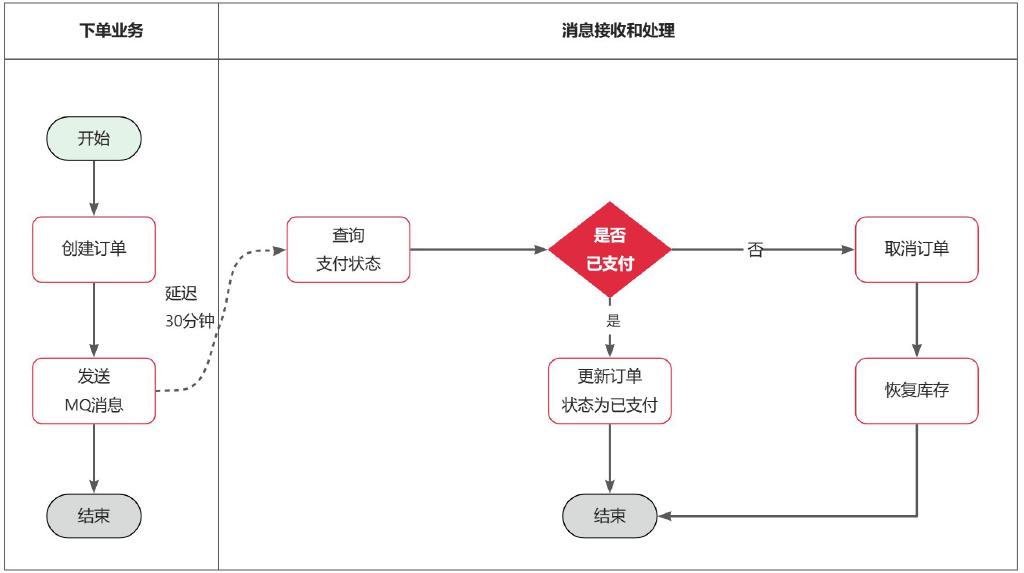 下单业务
消息接收和处理
开始
创建订单
延迟
30分钟
发送
MQ消息
结束
查询
支付状态
是否
已支付
否
取消订单
是
更新订单
状态为已支付
恢复库存
结束